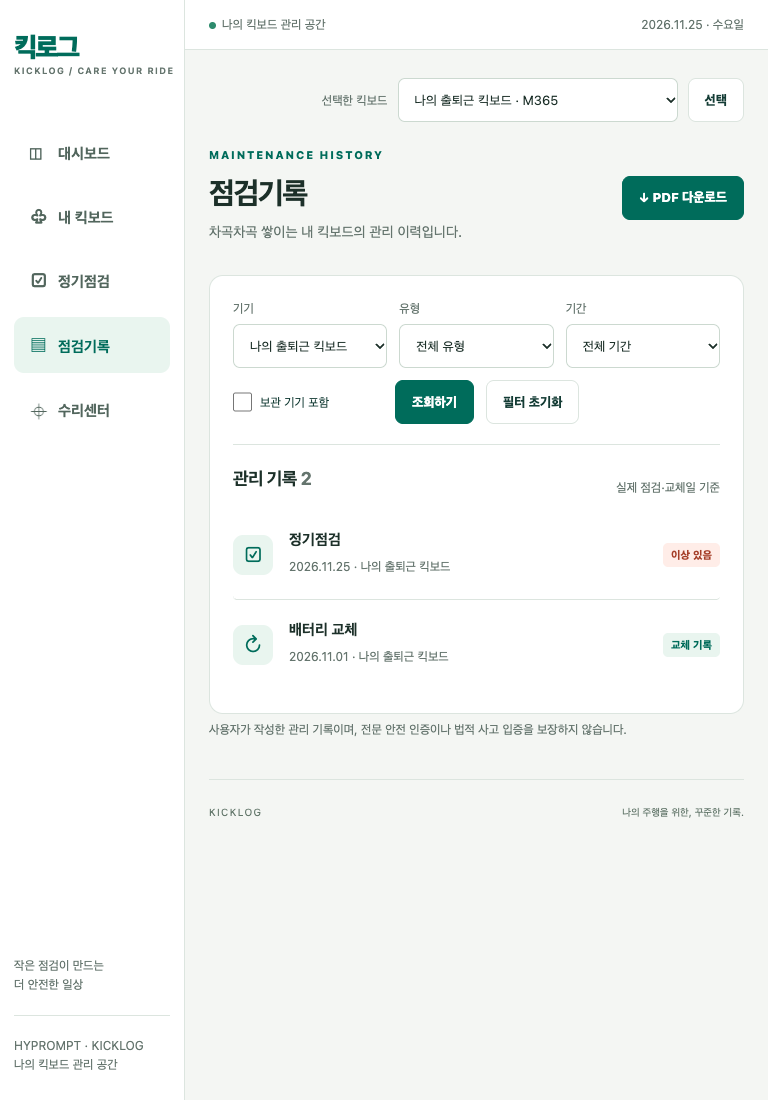 킥로그
KICKLOG / CARE YOUR RIDE
대시보드
내 킥보드
정기점검
점검기록
수리센터
작은 점검이 만드는
더 안전한 일상
HYPROMPT · KICKLOG
나의 킥보드 관리 공간
나의 킥보드 관리 공간
2026.11.25 · 수요일
선택한 킥보드
나의 출퇴근 킥보드 · M365
선택
MAINTENANCE HISTORY
점검기록
차곡차곡 쌓이는 내 킥보드의 관리 이력입니다.
↓ PDF 다운로드
기기
유형
기간
나의 출퇴근 킥보드
전체 유형
전체 기간
보관 기기 포함
조회하기
필터 초기화
관리 기록 2
실제 점검·교체일 기준
정기점검
2026.11.25 · 나의 출퇴근 킥보드
이상 있음
배터리 교체
2026.11.01 · 나의 출퇴근 킥보드
교체 기록
사용자가 작성한 관리 기록이며, 전문 안전 인증이나 법적 사고 입증을 보장하지 않습니다.
KICKLOG
나의 주행을 위한, 꾸준한 기록.